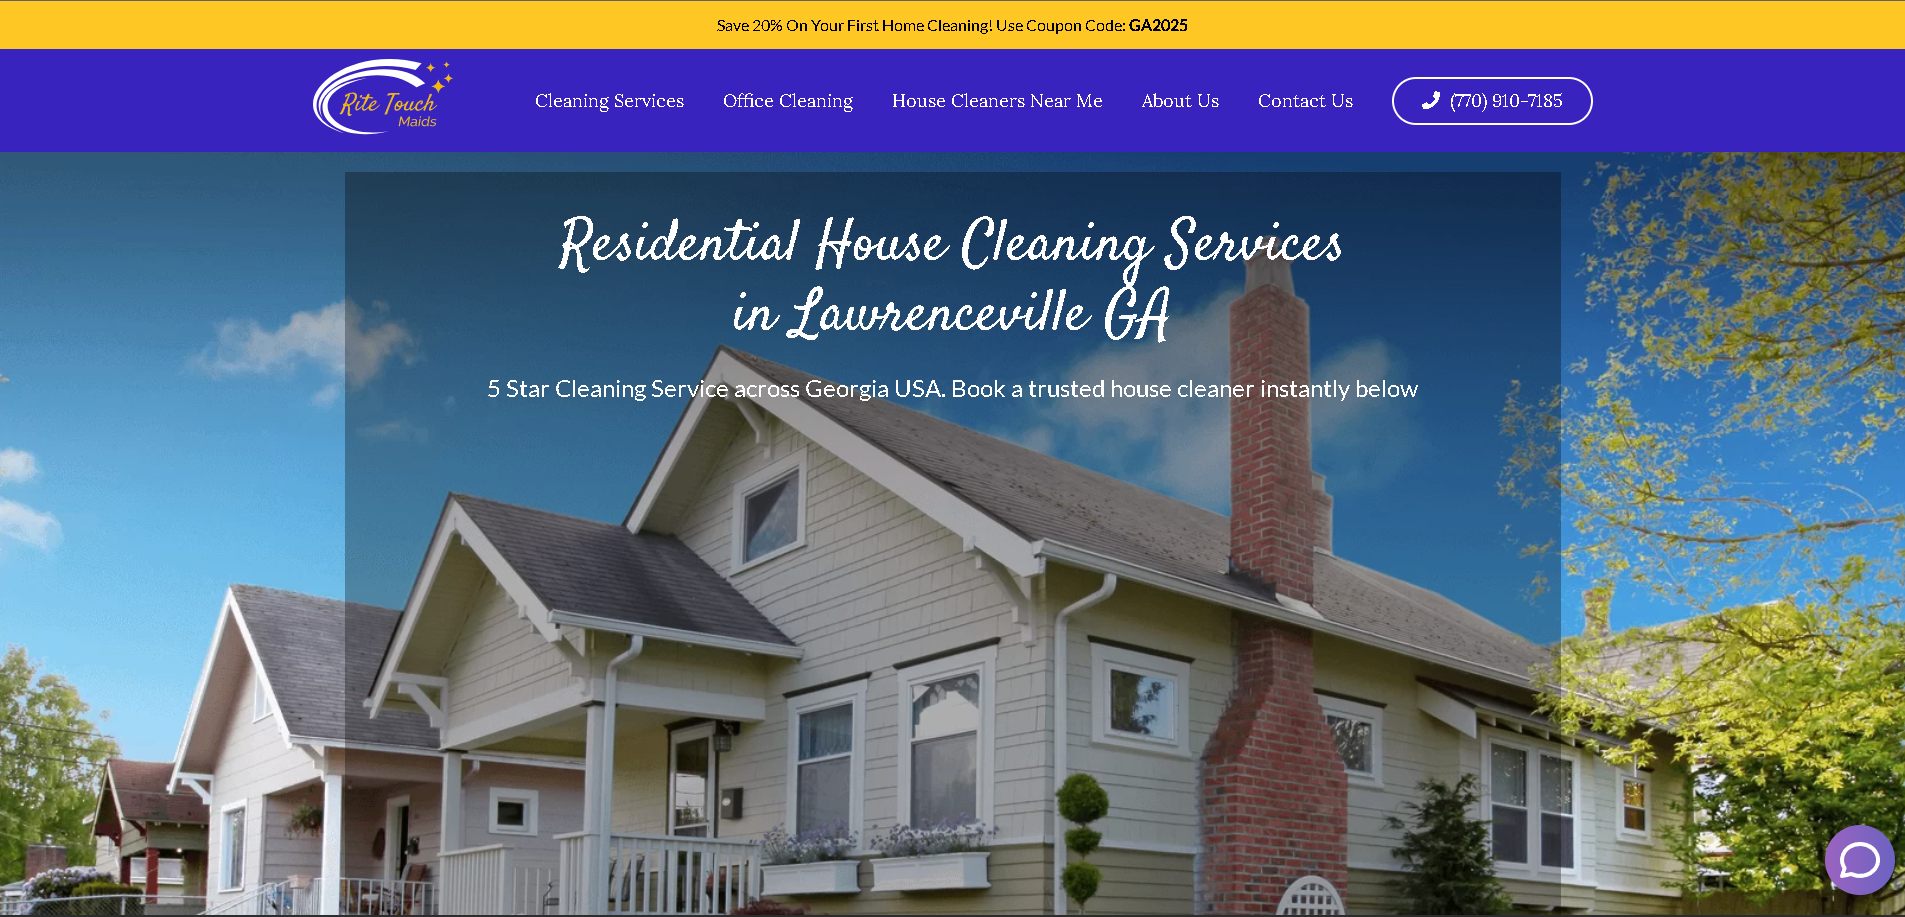 Save 20% On Your First Home Cleaning! Use Coupon Code: GA2025
Rite Touch
Maids
Cleaning Services
Office Cleaning
House Cleaners Near Me
About Us
Contact Us
(770) 910-7185
Residential House Cleaning Services
in Lawrenceville GA
5 Star Cleaning Service across Georgia USA. Book a trusted house cleaner instantly below